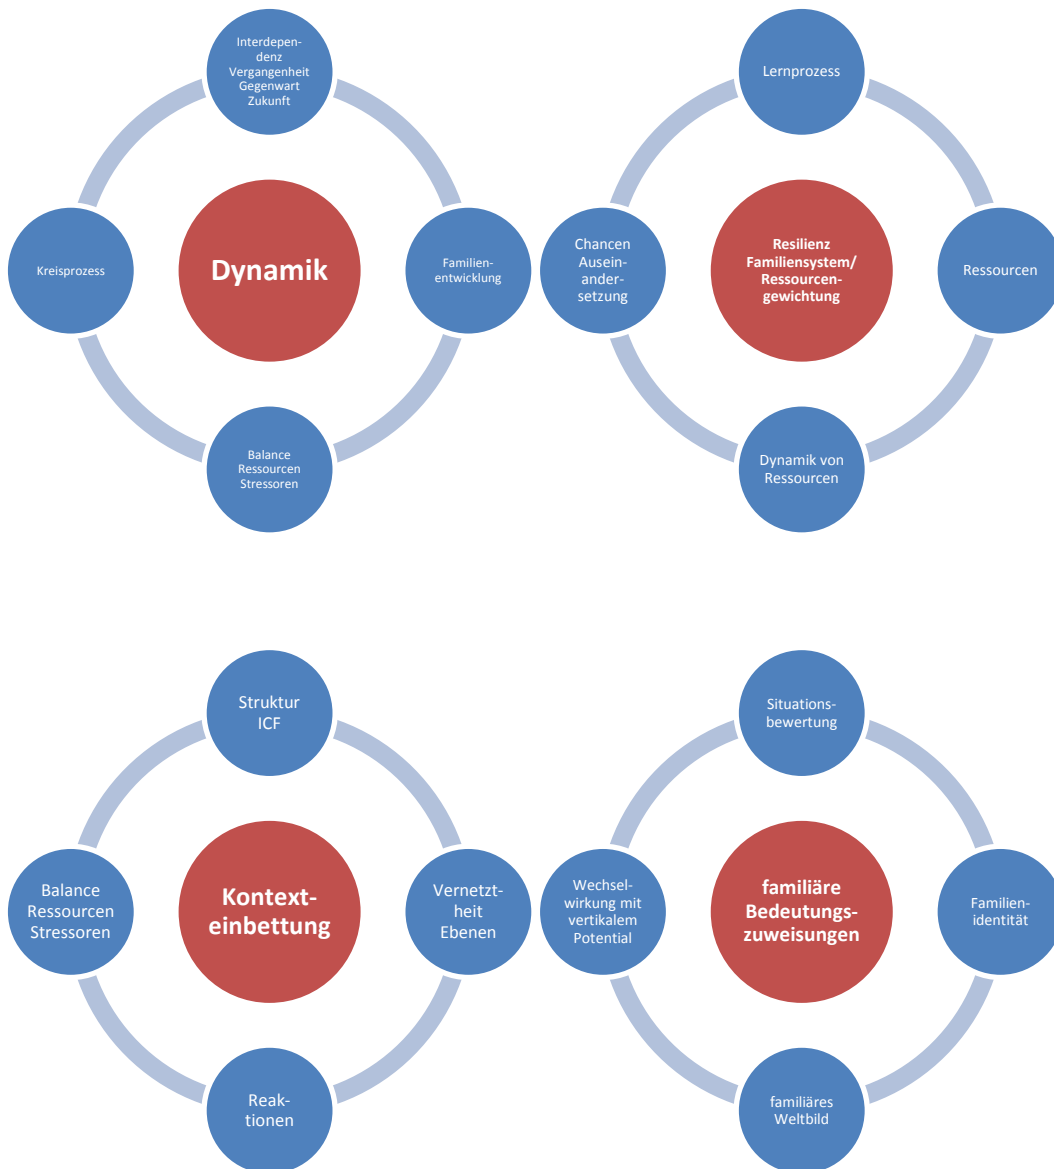 Interdepen-
denz
Vergangenheit
Gegenwart
Zukunft
Kreisprozess
Dynamik
Familien-
entwicklung
Balance
Ressourcen
Stressoren
Lernprozess
Chancen
Ausein-
ander-
setzung
Resilienz
Familiensystem/
Ressourcen-
gewichtung
Ressourcen
Dynamik von
Ressourcen
Struktur
ICF
Balance
Ressourcen
Stressoren
Kontext-
einbettung
Vernetzt-
heit
Ebenen
Reak-
tionen
Situations-
bewertung
Wechsel-
wirkung mit
vertikalem
Potential
familiäre
Bedeutungs-
zuweisungen
Familien-
identität
familiäres
Weltbild